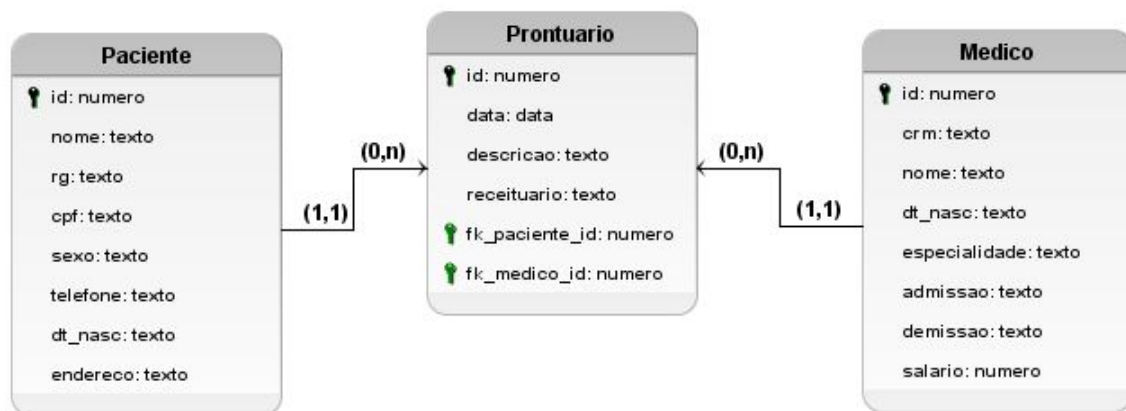 Paciente
id: numero
nome: texto
rg: texto
cpf: texto
sexo: texto
telefone: texto
dt_nasc: texto
endereco: texto
(1,1)
(0,n)
Prontuario
id: numero
data: data
descricao: texto
receituario: texto
fk_paciente_id: numero
fk_medico_id: numero
(0,n)
(1,1)
Medico
id: numero
crm: texto
nome: texto
dt_nasc: texto
especialidade: texto
admissao: texto
demissao: texto
salario: numero